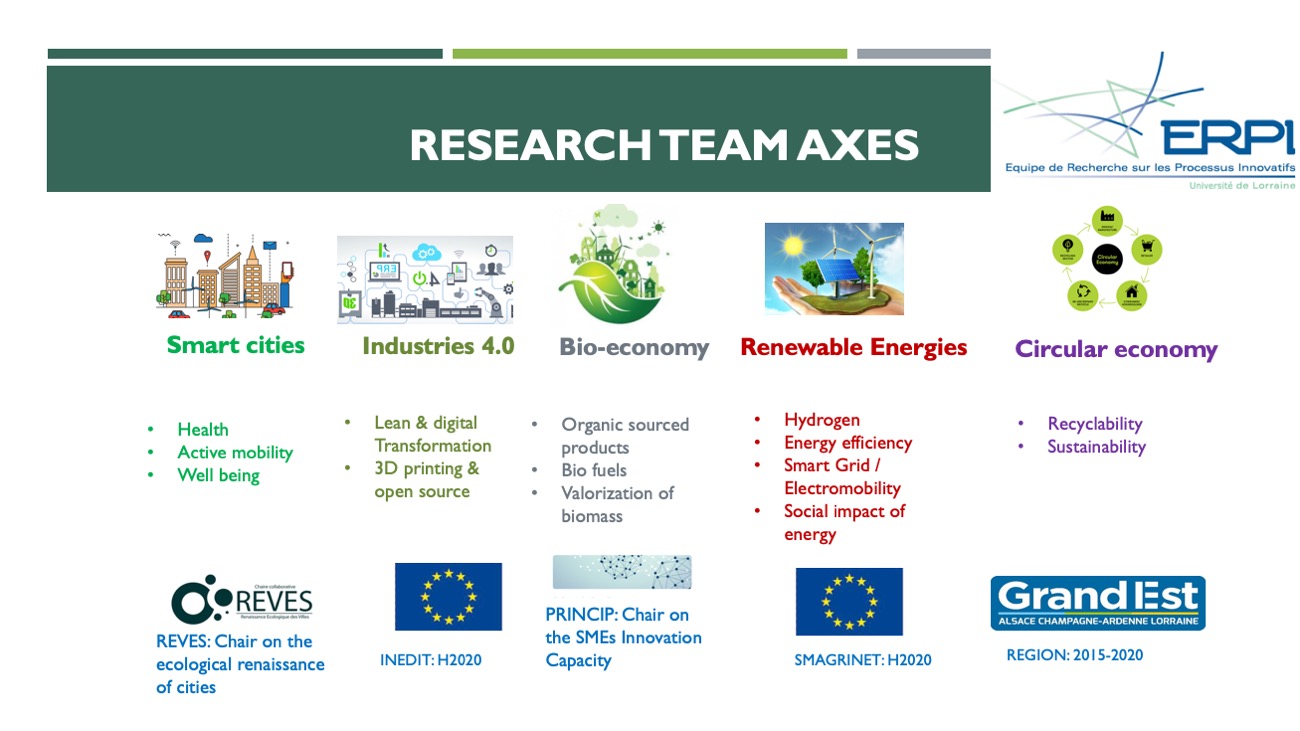 RESEARCH TEAM AXES
ERPI
Equipe de Recherche sur les Processus Innovatifs
Université de Lorraine
ERP
3D
Circular
Economy
Smart cities
Industries 4.0
Bio-economy
Renewable Energies
Circular economy
• Health
• Active mobility
• Well being
• Lean & digital
Transformation
• 3D printing &
open source
• Organic sourced
products
• Bio fuels
• Valorization of
biomass
• Hydrogen
• Energy efficiency
• Smart Grid /
Electromobility
• Social impact of
energy
• Recyclability
• Sustainability
Chaire collaborative
REVES
Renaissance Ecologique des Villes
REVES: Chair on the
ecological renaissance
of cities
INEDIT: H2020
PRINCIP: Chair on
the SMEs Innovation
Capacity
SMAGRINET: H2020
Grand Est
ALSACE CHAMPAGNE-ARDENNE LORRAINE
REGION: 2015-2020